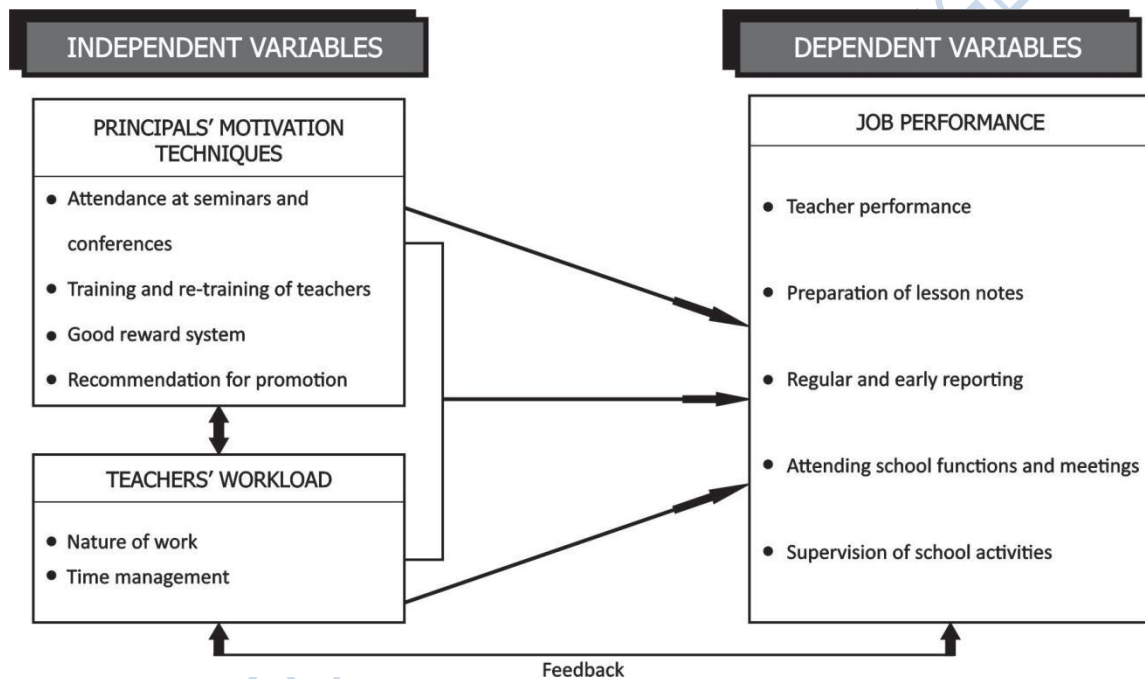 INDEPENDENT VARIABLES
DEPENDENT VARIABLES
PRINCIPALS’ MOTIVATION
TECHNIQUES
● Attendance at seminars and
conferences
● Training and re-training of teachers
● Good reward system
● Recommendation for promotion
TEACHERS’ WORKLOAD
● Nature of work
● Time management
JOB PERFORMANCE
● Teacher performance
● Preparation of lesson notes
● Regular and early reporting
● Attending school functions and meetings
● Supervision of school activities
Feedback